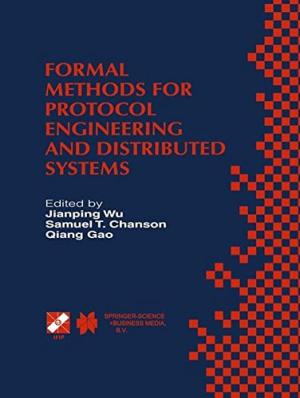 FORMAL
METHODS FOR
PROTOCOL
ENGINEERING
AND DISTRIBUTED
SYSTEMS
Edited by
Jianping Wu
Samuel T. Chanson
Qiang Gao
SPRINGER-SCIENCE
+BUSINESS MEDIA,
B.V.
IFIP